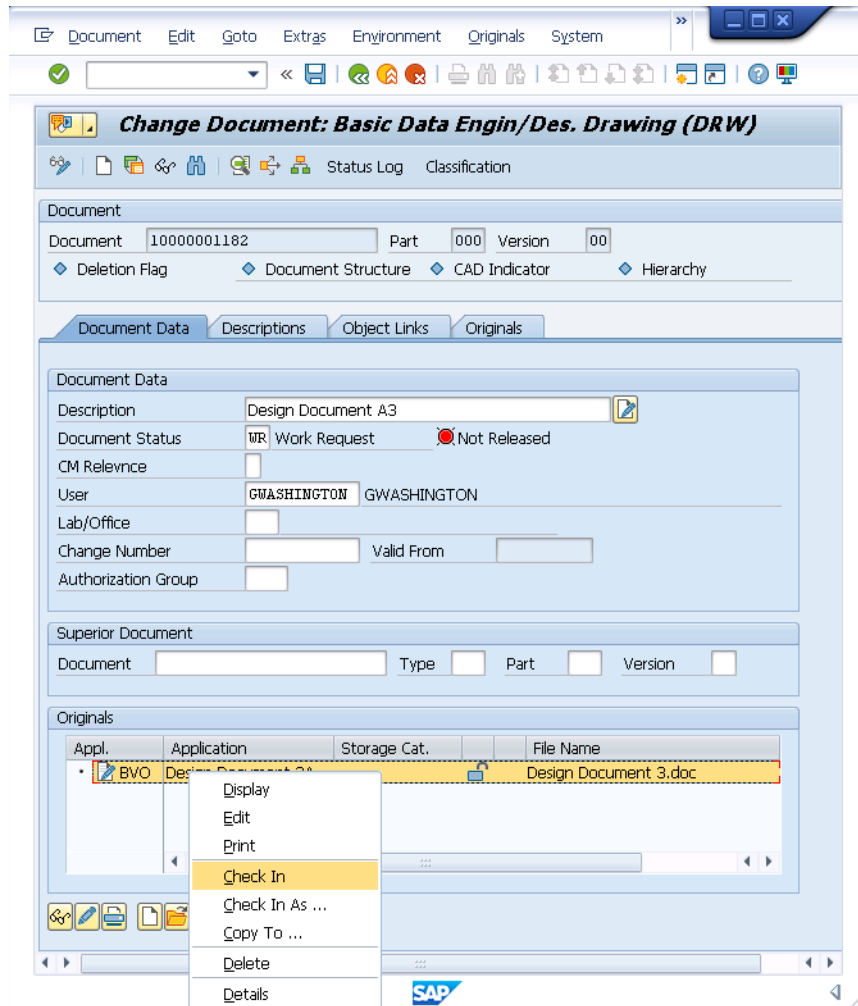 Document Edit Goto Extras Environment Originals System »
«
Change Document: Basic Data Engin/Des. Drawing (DRW)
Status Log Classification
Document
Document 10000001182 Part 000 Version 00
Deletion Flag Document Structure CAD Indicator Hierarchy
Document Data Descriptions Object Links Originals
Document Data
Description Design Document A3
Document Status WR Work Request Not Released
CM Relevnce
User GWASHINGTON GWASHINGTON
Lab/Office
Change Number Valid From
Authorization Group
Superior Document
Document Type Part Version
Originals
Appl. Application Storage Cat. File Name
BVO Design Document 3.doc
Display
Edit
Print
Check In
Check In As ...
Copy To ...
Delete
Details
SAP